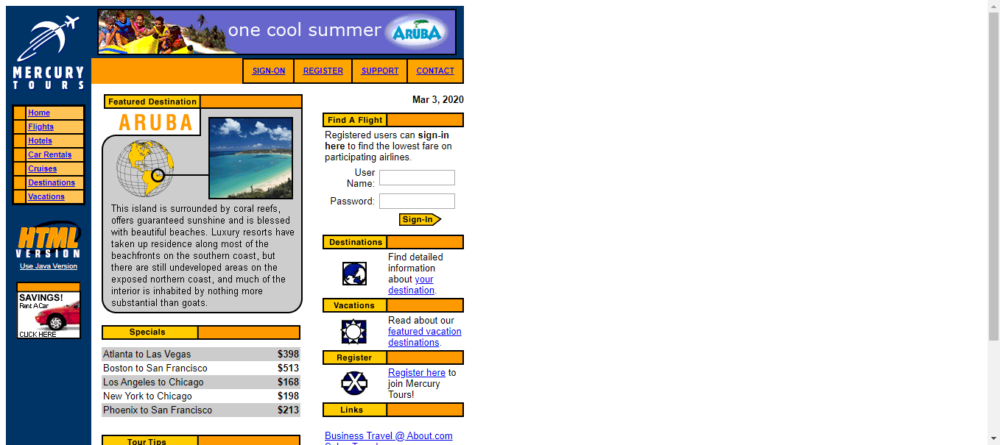 one cool summer ARUBA
MERCURY
TOURS
SIGN-ON REGISTER SUPPORT CONTACT
Home
Flights
Hotels
Car Rentals
Cruises
Destinations
Vacations
HTML
VERSION
Use Java Version
SAVINGS!
Rent A Car
CLICK HERE
Featured Destination
ARUBA
This island is surrounded by coral reefs,
offers guaranteed sunshine and is blessed
with beautiful beaches. Luxury resorts have
taken up residence along most of the
beachfronts on the southern coast, but
there are still undeveloped areas on the
exposed northern coast, and much of the
interior is inhabited by nothing more
substantial than goats.
Specials
Atlanta to Las Vegas $398
Boston to San Francisco $513
Los Angeles to Chicago $168
New York to Chicago $198
Phoenix to San Francisco $213
Tour Tips
Mar 3, 2020
Find A Flight
Registered users can sign-in
here to find the lowest fare on
participating airlines.
User
Name:
Password:
Sign-In
Destinations
Find detailed
information
about your
destination.
Vacations
Read about our
featured vacation
destinations.
Register
Register here to
join Mercury
Tours!
Links
Business Travel @ About.com